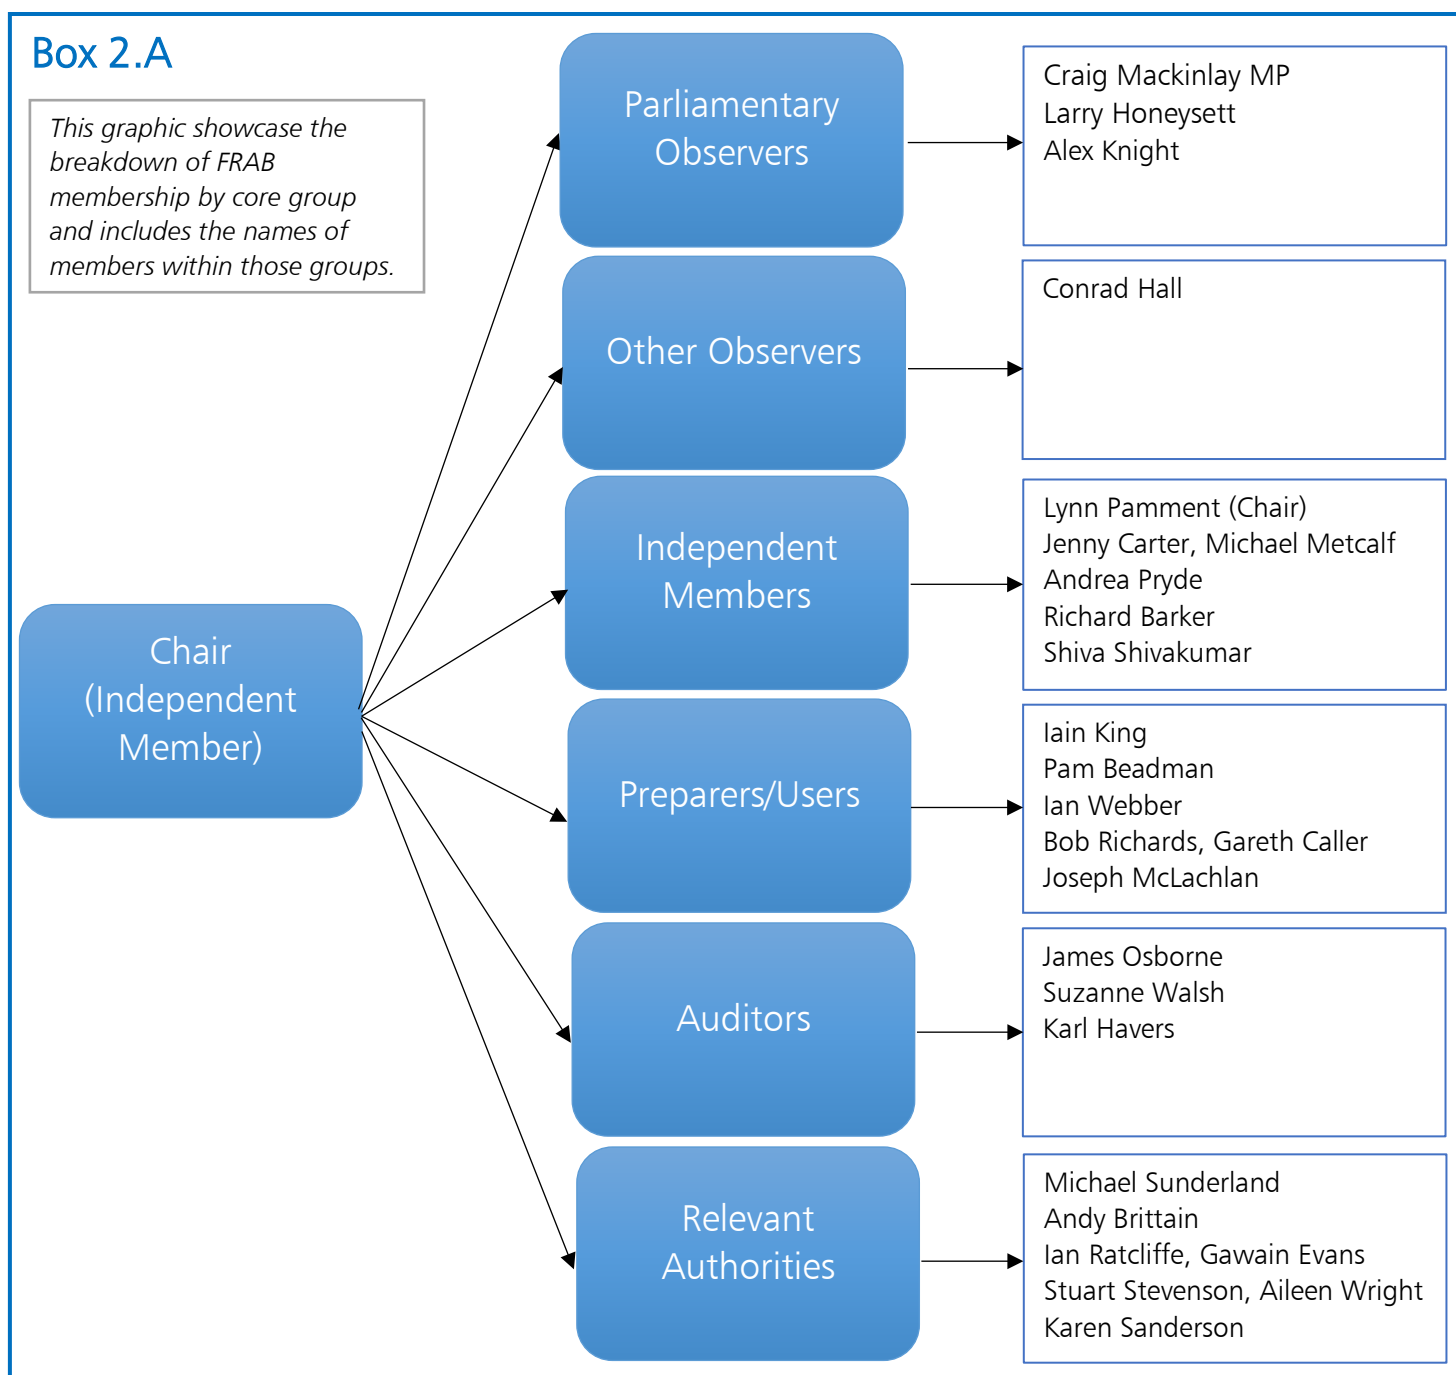 Box 2.A
This graphic showcase the
breakdown of FRAB
membership by core group
and includes the names of
members within those groups.
Chair
(Independent
Member)
Parliamentary
Observers
Craig Mackinlay MP
Larry Honeysett
Alex Knight
Other Observers
Conrad Hall
Independent
Members
Lynn Pamment (Chair)
Jenny Carter, Michael Metcalf
Andrea Pryde
Richard Barker
Shiva Shivakumar
Preparers/Users
Iain King
Pam Beadman
Ian Webber
Bob Richards, Gareth Caller
Joseph McLachlan
Auditors
James Osborne
Suzanne Walsh
Karl Havers
Relevant
Authorities
Michael Sunderland
Andy Brittain
Ian Ratcliffe, Gawain Evans
Stuart Stevenson, Aileen Wright
Karen Sanderson